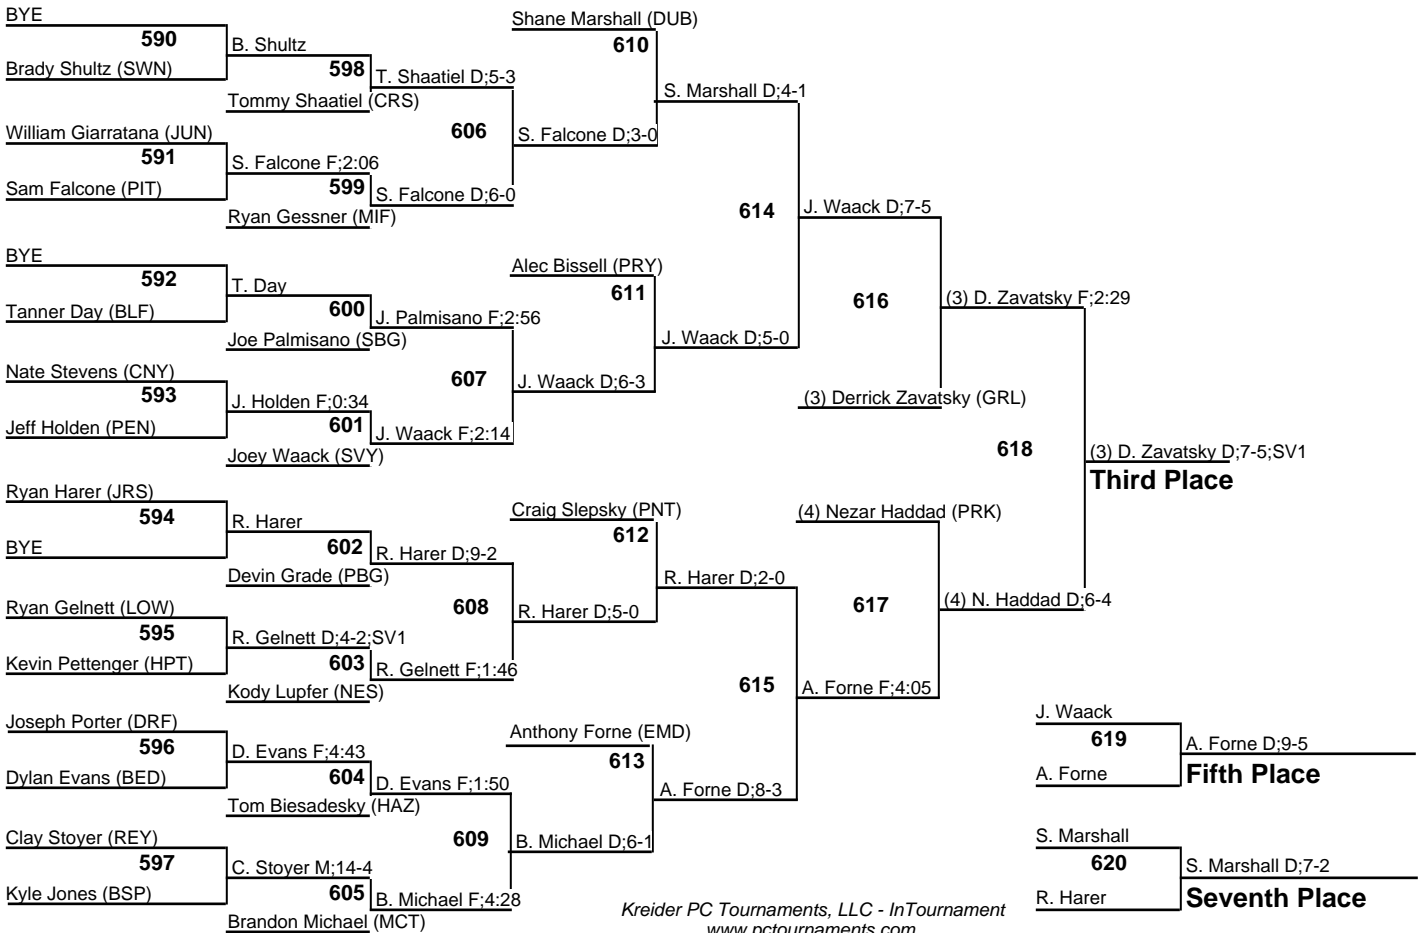 BYE
590
Brady Shultz (SWN)
B. Shultz
598
Tommy Shaatiel (CRS)
T. Shaatiel D;5-3
William Giarratana (JUN)
591
Sam Falcone (PIT)
S. Falcone F;2:06
599
Ryan Gessner (MIF)
S. Falcone D;6-0
606
S. Falcone D;3-0
Shane Marshall (DUB)
610
S. Marshall D;4-1
BYE
592
Tanner Day (BLF)
T. Day
600
Joe Palmisano (SBG)
J. Palmisano F;2:56
Nate Stevens (CNY)
593
Jeff Holden (PEN)
J. Holden F;0:34
601
Joey Waack (SVY)
J. Waack F;2:14
607
J. Waack D;6-3
Alec Bissell (PRY)
611
J. Waack D;5-0
614
J. Waack D;7-5
616
(3) Derrick Zavatsky (GRL)
(3) D. Zavatsky F;2:29
618
(3) D. Zavatsky D;7-5;SV1
Third Place
Ryan Harer (JRS)
594
BYE
R. Harer
602
Devin Grade (PBG)
R. Harer D;9-2
Ryan Gelnett (LOW)
595
Kevin Pettenger (HPT)
R. Gelnett D;4-2;SV1
603
Kody Lupfer (NES)
R. Gelnett F;1:46
608
R. Harer D;5-0
Craig Slepsky (PNT)
612
R. Harer D;2-0
Joseph Porter (DRF)
596
Dylan Evans (BED)
D. Evans F;4:43
604
Tom Biesadesky (HAZ)
D. Evans F;1:50
Clay Stoyer (REY)
597
Kyle Jones (BSP)
C. Stoyer M;14-4
605
Brandon Michael (MCT)
B. Michael F;4:28
609
B. Michael D;6-1
Anthony Forne (EMD)
613
A. Forne D;8-3
615
A. Forne F;4:05
(4) Nezar Haddad (PRK)
617
(4) N. Haddad D;6-4
J. Waack
619
A. Forne
A. Forne D;9-5
Fifth Place
S. Marshall
620
R. Harer
S. Marshall D;7-2
Seventh Place
Kreider PC Tournaments, LLC - InTournament
www.pctournaments.com